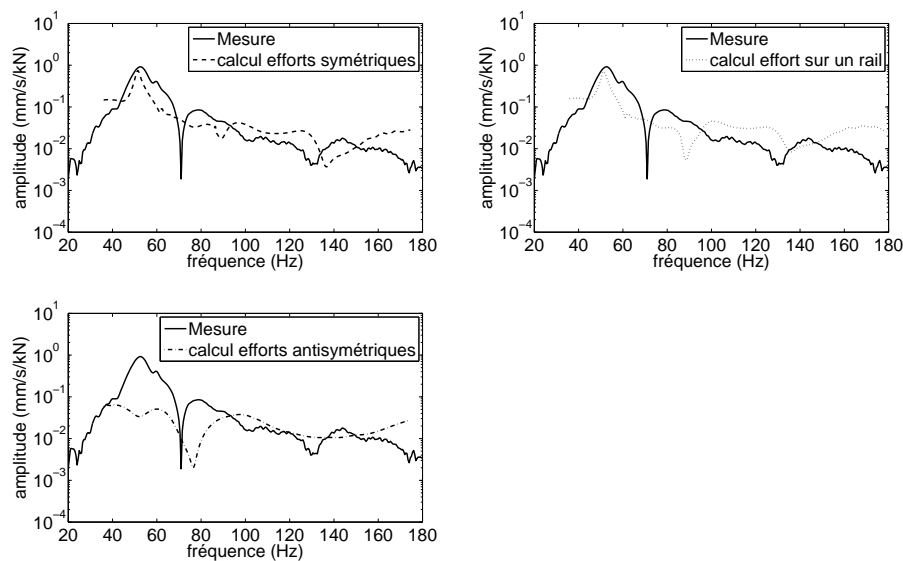 10^1
10^0
10^-1
10^-2
10^-3
10^-4
amplitude (mm/s/kN)
Mesure
calcul efforts symétriques
20 40 60 80 100 120 140 160 180
fréquence (Hz)
10^1
10^0
10^-1
10^-2
10^-3
10^-4
amplitude (mm/s/kN)
Mesure
calcul effort sur un rail
20 40 60 80 100 120 140 160 180
fréquence (Hz)
10^1
10^0
10^-1
10^-2
10^-3
10^-4
amplitude (mm/s/kN)
Mesure
calcul efforts antisymétriques
20 40 60 80 100 120 140 160 180
fréquence (Hz)